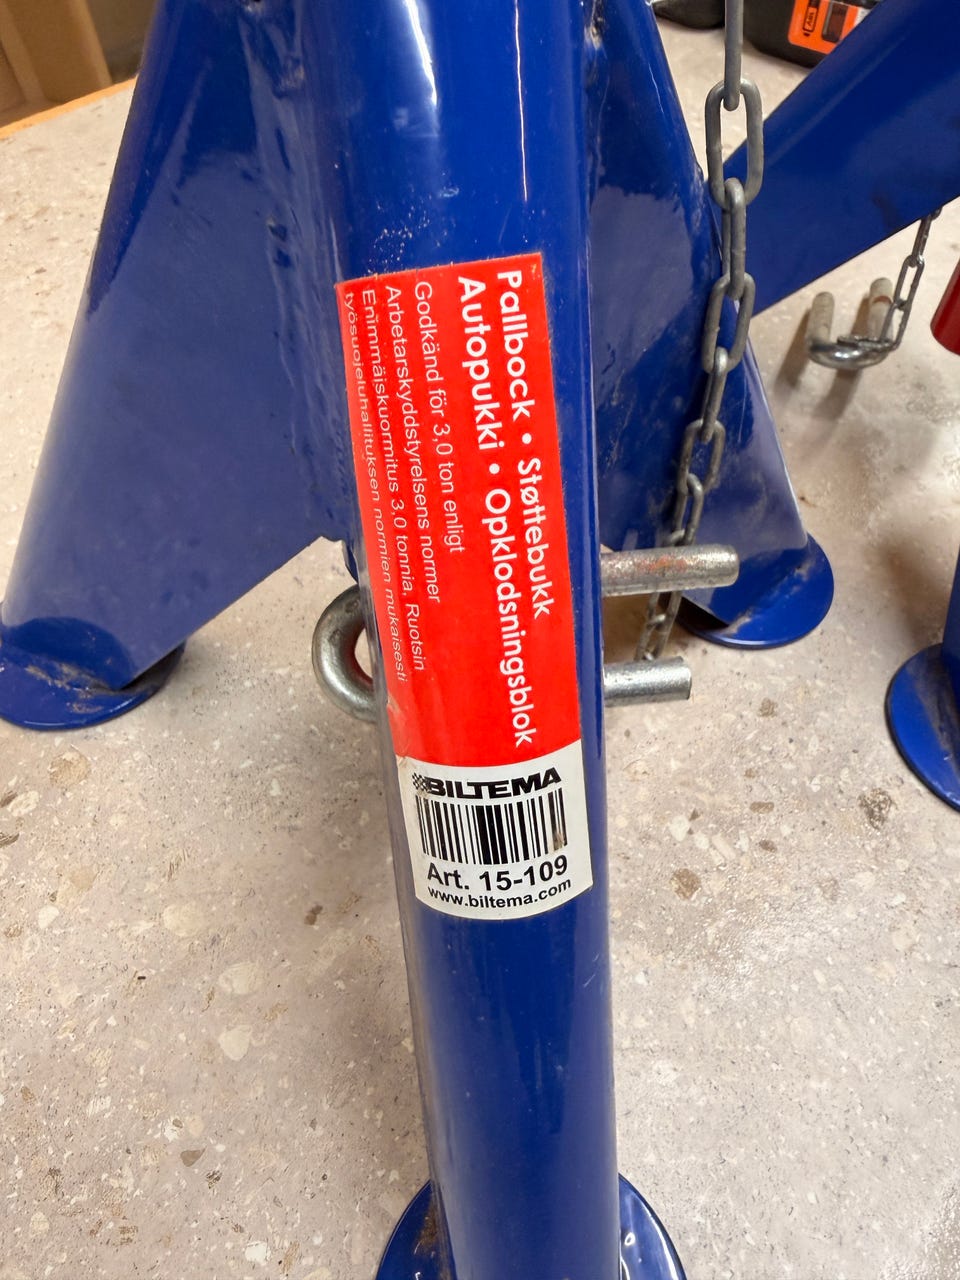 Pallbock • Støttebukk
Autopukki • Opklodsningsblok
Godkänd för 3,0 ton enligt
Arbetarskyddstyrelsens normer
Enimmäiskuormitus 3,0 tonnia, Ruotsin
työsuojeluhallituksen normien mukaisesti
BILTEMA
Art. 15-109
www.biltema.com